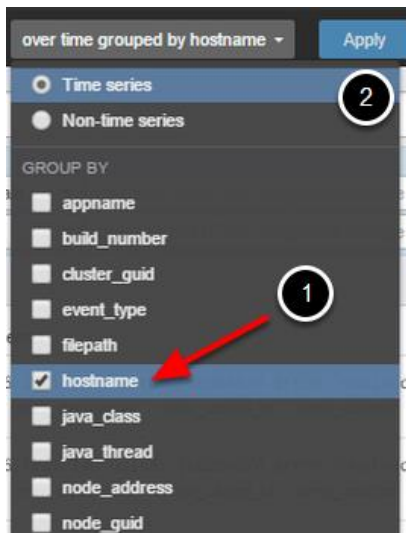 over time grouped by hostname
Apply
Time series
2
Non-time series
GROUP BY
appname
build_number
cluster_guid
event_type
1
filepath
hostname
java_class
java_thread
node_address
node_guid